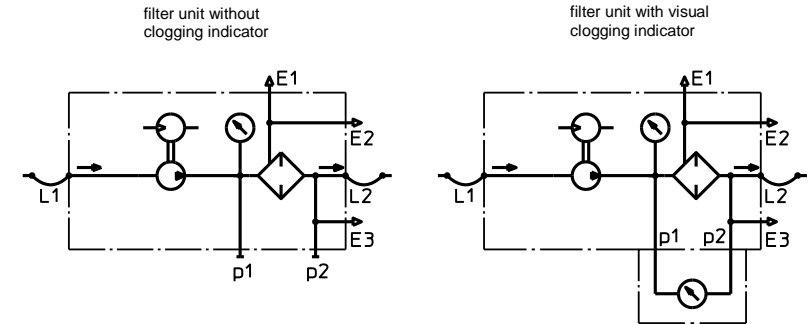 filter unit without
clogging indicator
E1
E2
L1
L2
E3
p1
p2
filter unit with visual
clogging indicator
E1
E2
L1
L2
p1
p2
E3